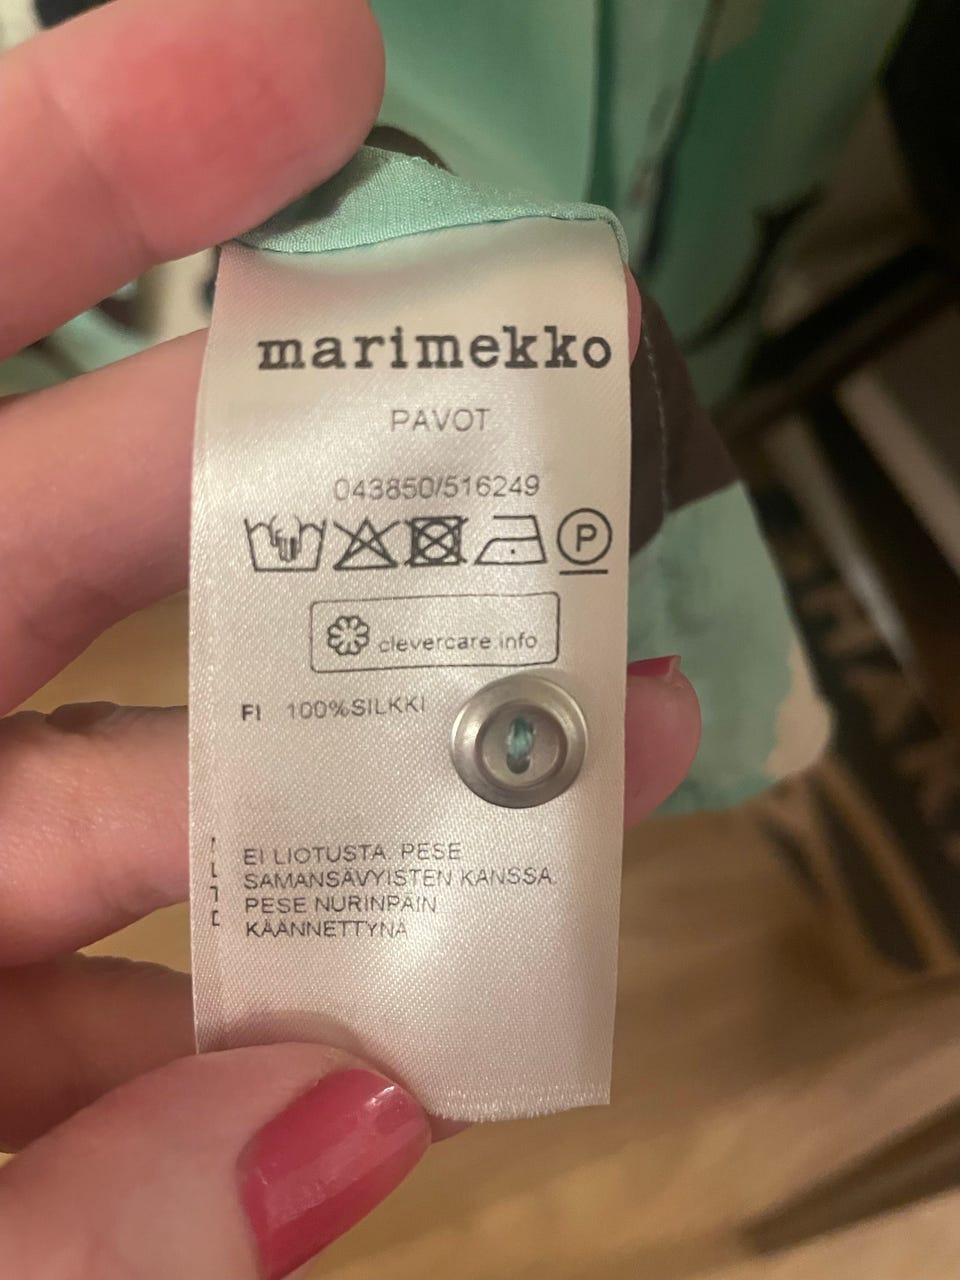 marimekko
PAVOT
043850/516249
P
clevercare.info
FI 100%SILKKI
EI LIOTUSTA. PESE
SAMANSÄVYISTEN KANSSA.
PESE NURINPÄIN
KÄÄNNETTYNÄ